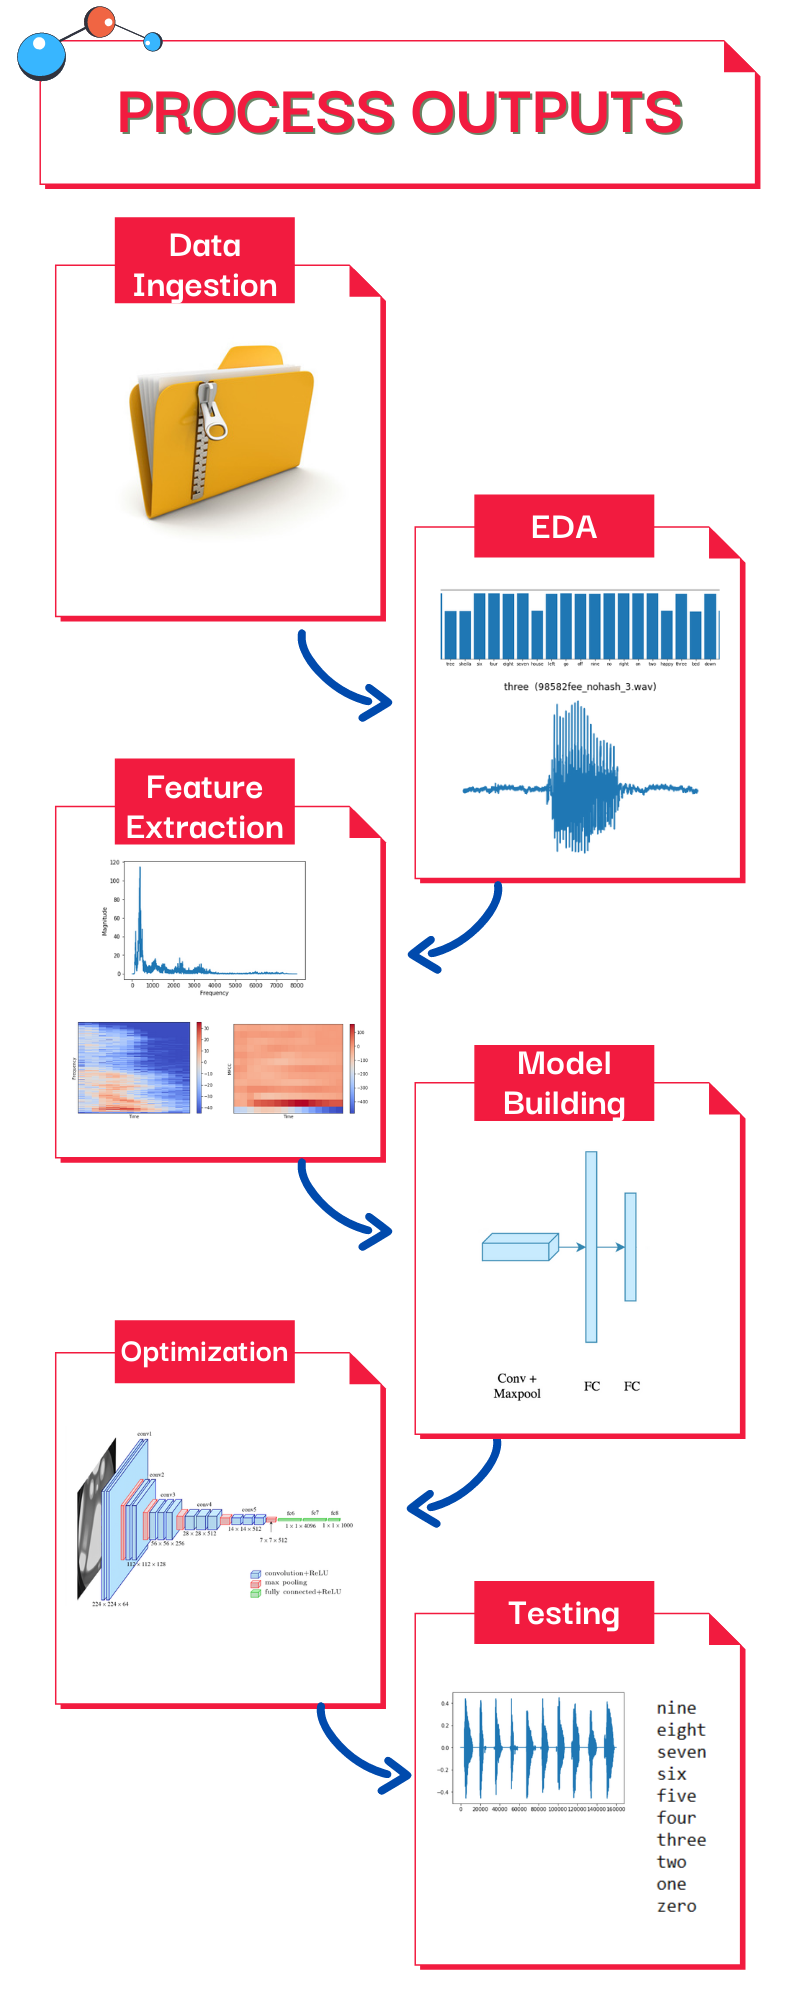 PROCESS OUTPUTS
Data
Ingestion
EDA
tree sheila six four eight seven house left go off nine no right on two happy three bed down
three (98582fee_nohash_3.wav)
Feature
Extraction
120
100
80
60
40
20
0
Magnitude
0 1000 2000 3000 4000 5000 6000 7000 8000
Frequency
Frequency
Time
30
20
10
0
−10
−20
−30
−40
MFCC
Time
100
0
−100
−200
−300
−400
Model
Building
Conv +
Maxpool
FC
FC
Optimization
conv1
conv2
conv3
conv4
conv5
fc6
fc7
fc8
224 × 224 × 64
112 × 112 × 128
56 × 56 × 256
28 × 28 × 512
14 × 14 × 512
7 × 7 × 512
1 × 1 × 4096
1 × 1 × 1000
convolution+ReLU
max pooling
fully connected+ReLU
Testing
0.4
0.2
0.0
−0.2
−0.4
0 20000 40000 60000 80000 100000 120000 140000 160000
nine
eight
seven
six
five
four
three
two
one
zero